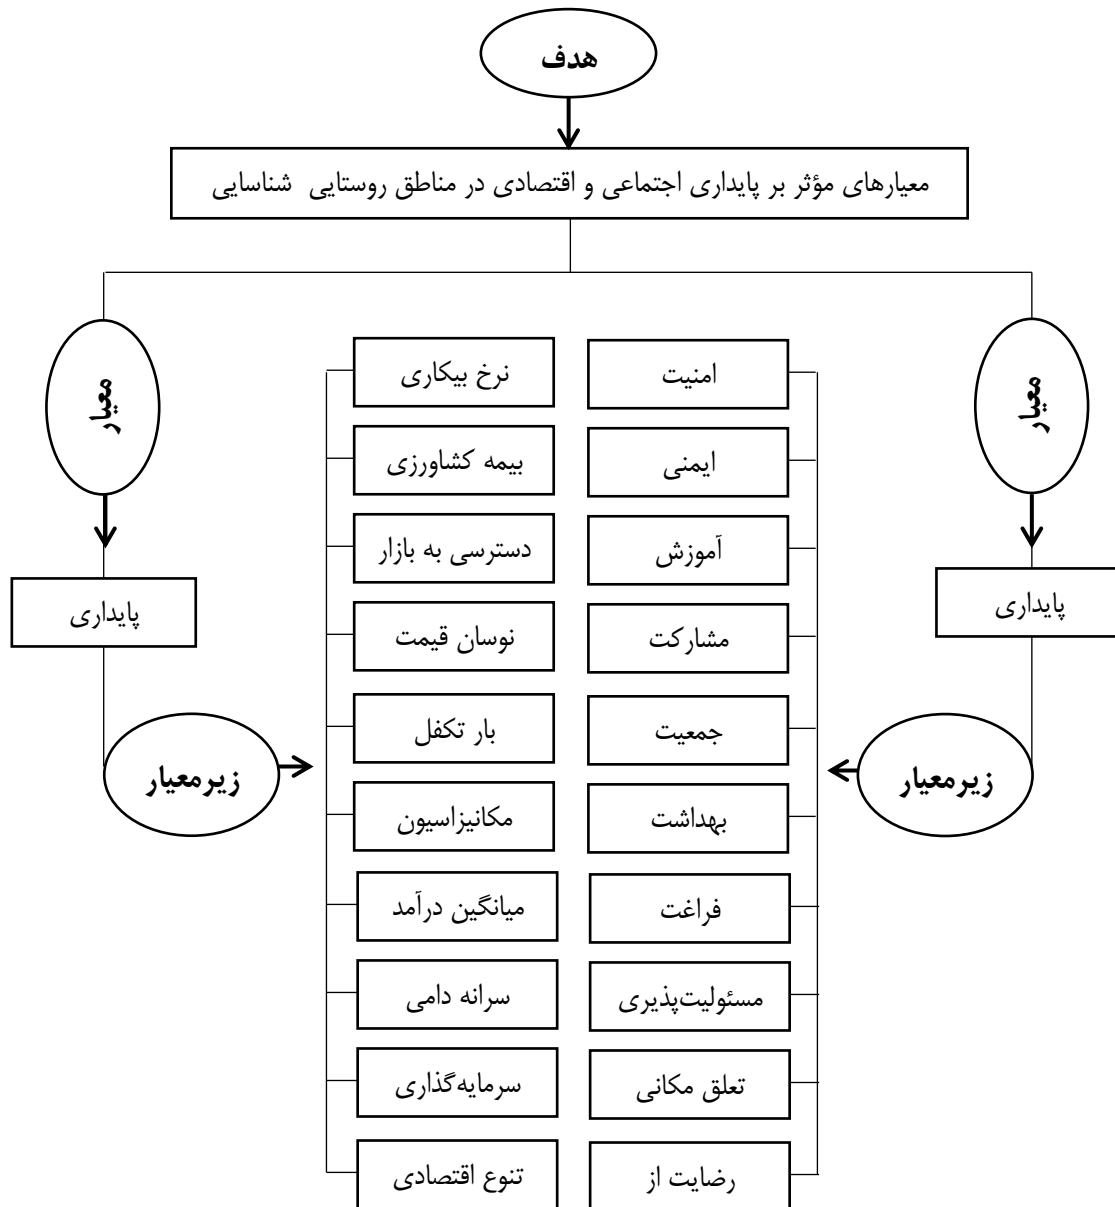 هدف
معیارهای مؤثر بر پایداری اجتماعی و اقتصادی در مناطق روستایی شناسایی
معیار
معیار
پایداری
پایداری
زیرمعیار
زیرمعیار
امنیت
ایمنی
آموزش
مشارکت
جمعیت
بهداشت
فراغت
مسئولیت‌پذیری
تعلق مکانی
رضایت از
نرخ بیکاری
بیمه کشاورزی
دسترسی به بازار
نوسان قیمت
بار تکفل
مکانیزاسیون
میانگین درآمد
سرانه دامی
سرمایه‌گذاری
تنوع اقتصادی